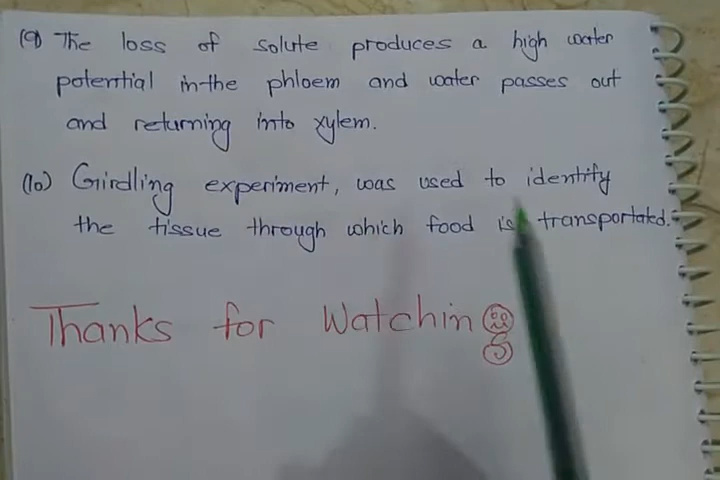 (9) The loss of solute produces a high water
potential in the phloem and water passes out
and returning into xylem.
(10) Girdling experiment, was used to identify
the tissue through which food is transportated.
Thanks for Watching